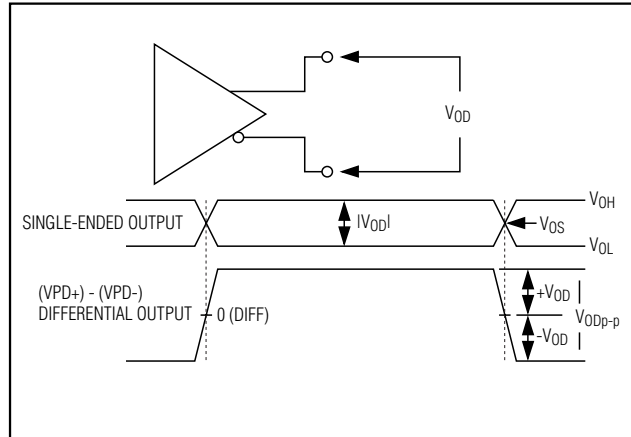 VOD
SINGLE-ENDED OUTPUT
|VOD|
VOH
VOS
VOL
(VPD+) - (VPD-)
DIFFERENTIAL OUTPUT
0 (DIFF)
+VOD
-VOD
VODp-p